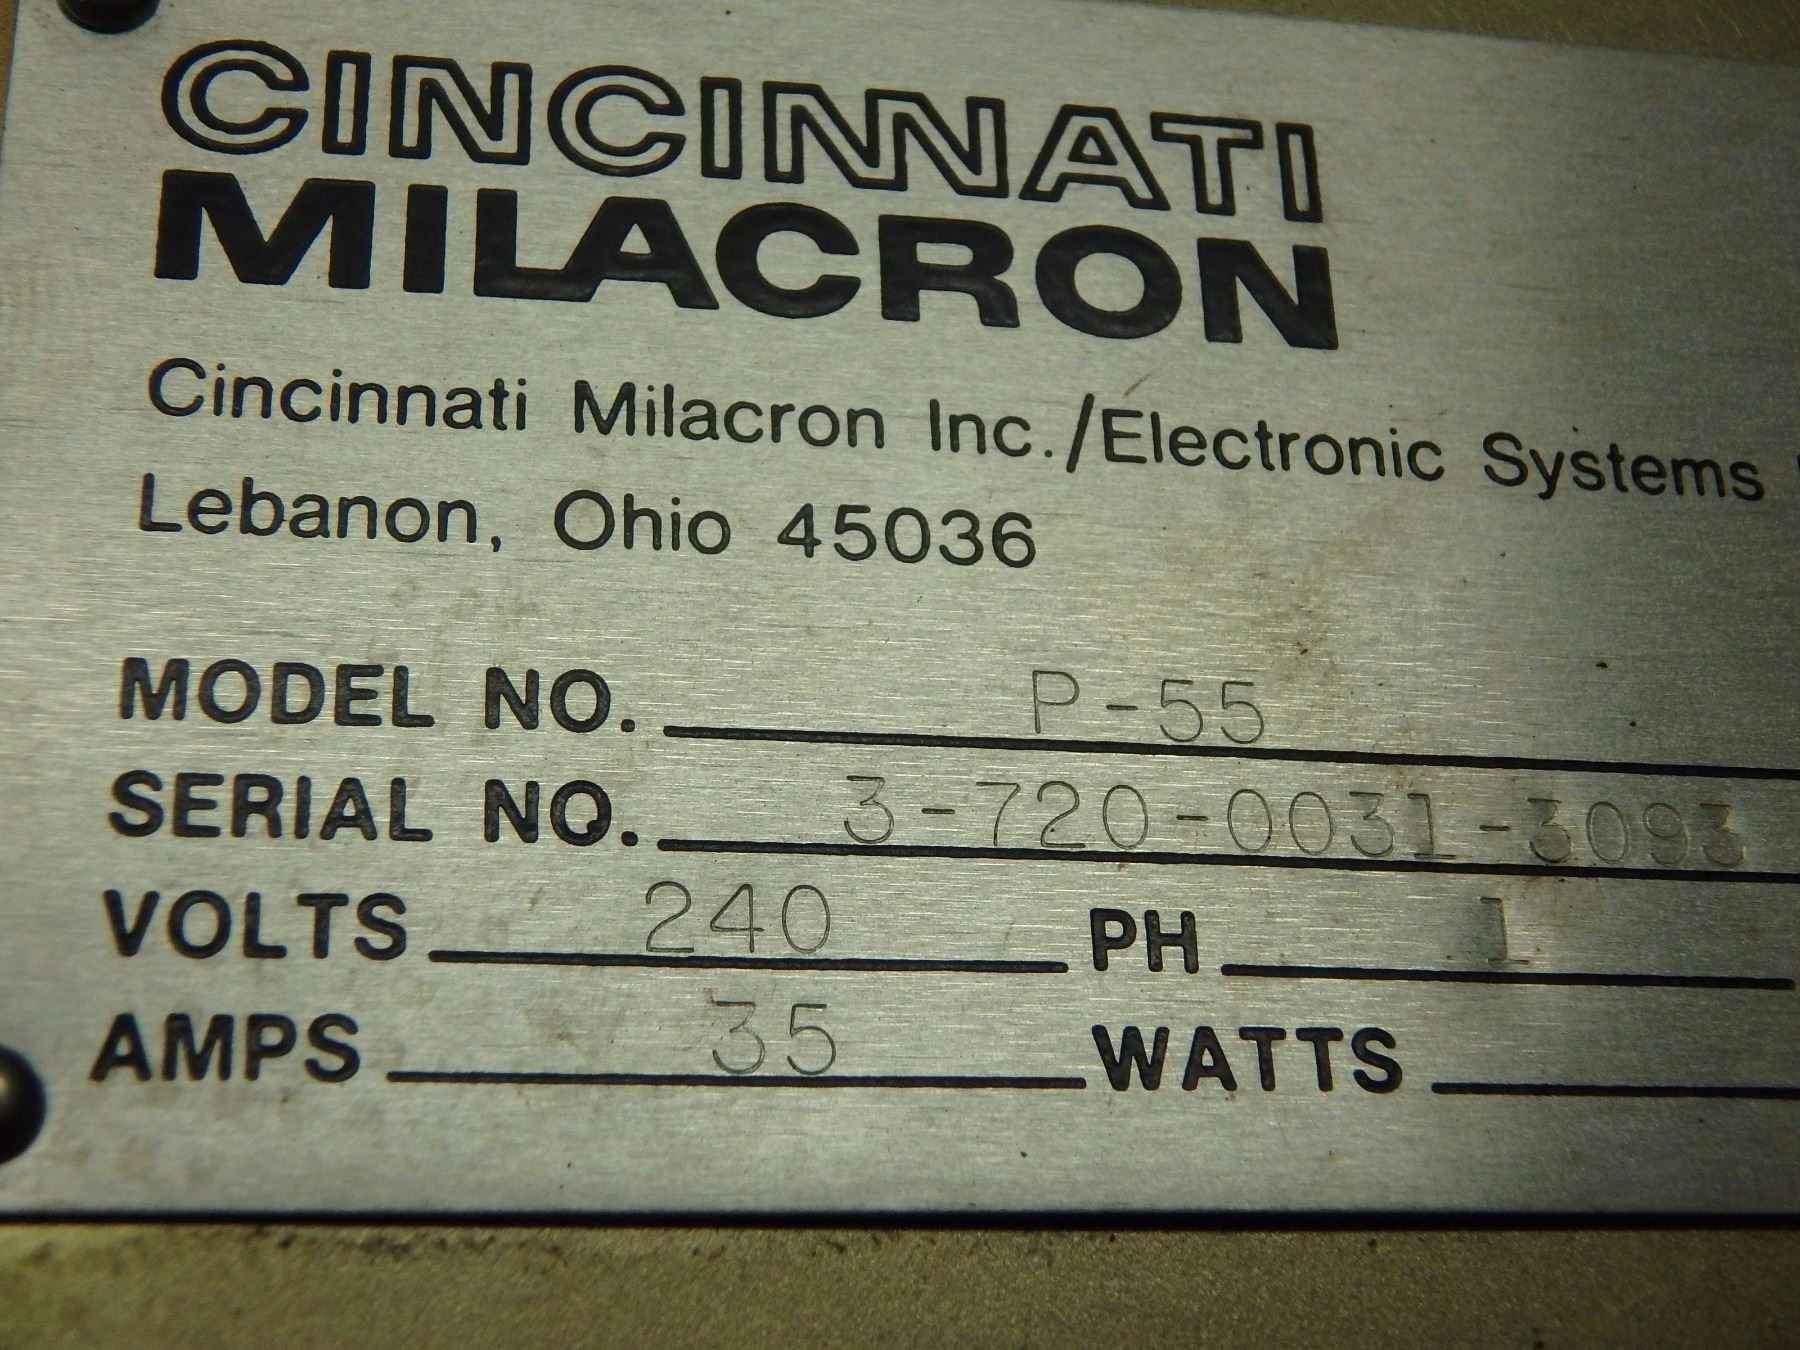 CINCINNATI
MILACRON
Cincinnati Milacron Inc./Electronic Systems
Lebanon, Ohio 45036
MODEL NO. P-55
SERIAL NO. 3-720-0031-3093
VOLTS 240 PH 1
AMPS 35 WATTS